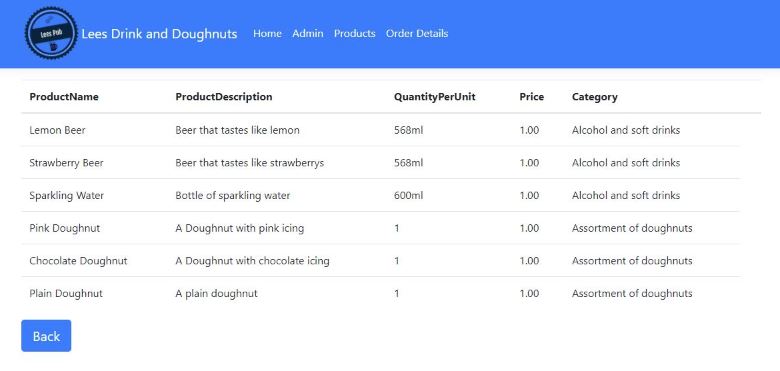 Lees Pub
Lees Drink and Doughnuts Home Admin Products Order Details
ProductName ProductDescription QuantityPerUnit Price Category
Lemon Beer Beer that tastes like lemon 568ml 1.00 Alcohol and soft drinks
Strawberry Beer Beer that tastes like strawberrys 568ml 1.00 Alcohol and soft drinks
Sparkling Water Bottle of sparkling water 600ml 1.00 Alcohol and soft drinks
Pink Doughnut A Doughnut with pink icing 1 1.00 Assortment of doughnuts
Chocolate Doughnut A Doughnut with chocolate icing 1 1.00 Assortment of doughnuts
Plain Doughnut A plain doughnut 1 1.00 Assortment of doughnuts
Back